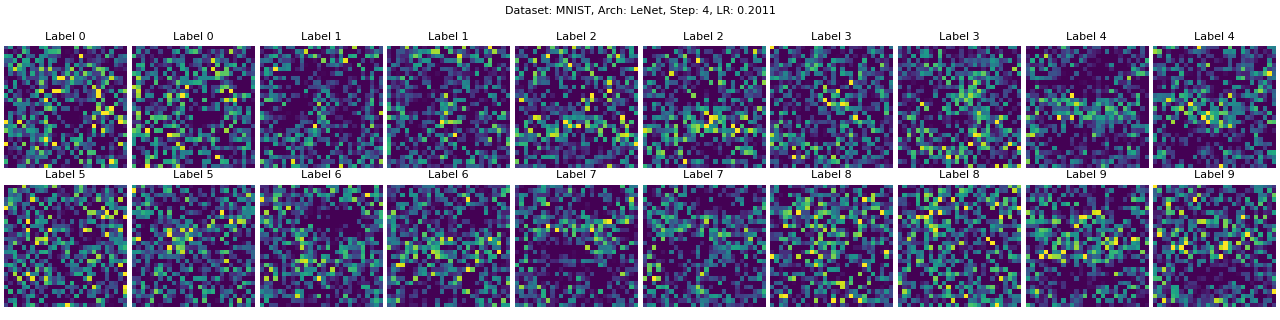 Dataset: MNIST, Arch: LeNet, Step: 4, LR: 0.2011
Label 0 Label 0 Label 1 Label 1 Label 2 Label 2 Label 3 Label 3 Label 4 Label 4
Label 5 Label 5 Label 6 Label 6 Label 7 Label 7 Label 8 Label 8 Label 9 Label 9